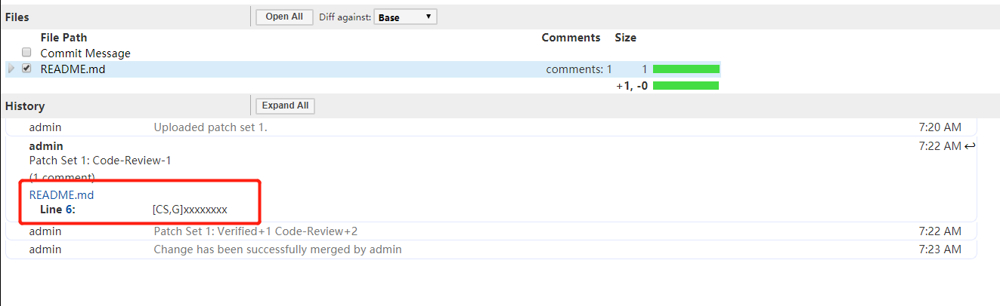 Files Open All Diff against: Base
File Path Comments Size
Commit Message
README.md comments: 1 1
+1, -0
History Expand All
admin Uploaded patch set 1. 7:20 AM
admin 7:22 AM
Patch Set 1: Code-Review-1
(1 comment)
README.md
Line 6: [CS,G]xxxxxxxx
admin Patch Set 1: Verified+1 Code-Review+2 7:22 AM
admin Change has been successfully merged by admin 7:23 AM